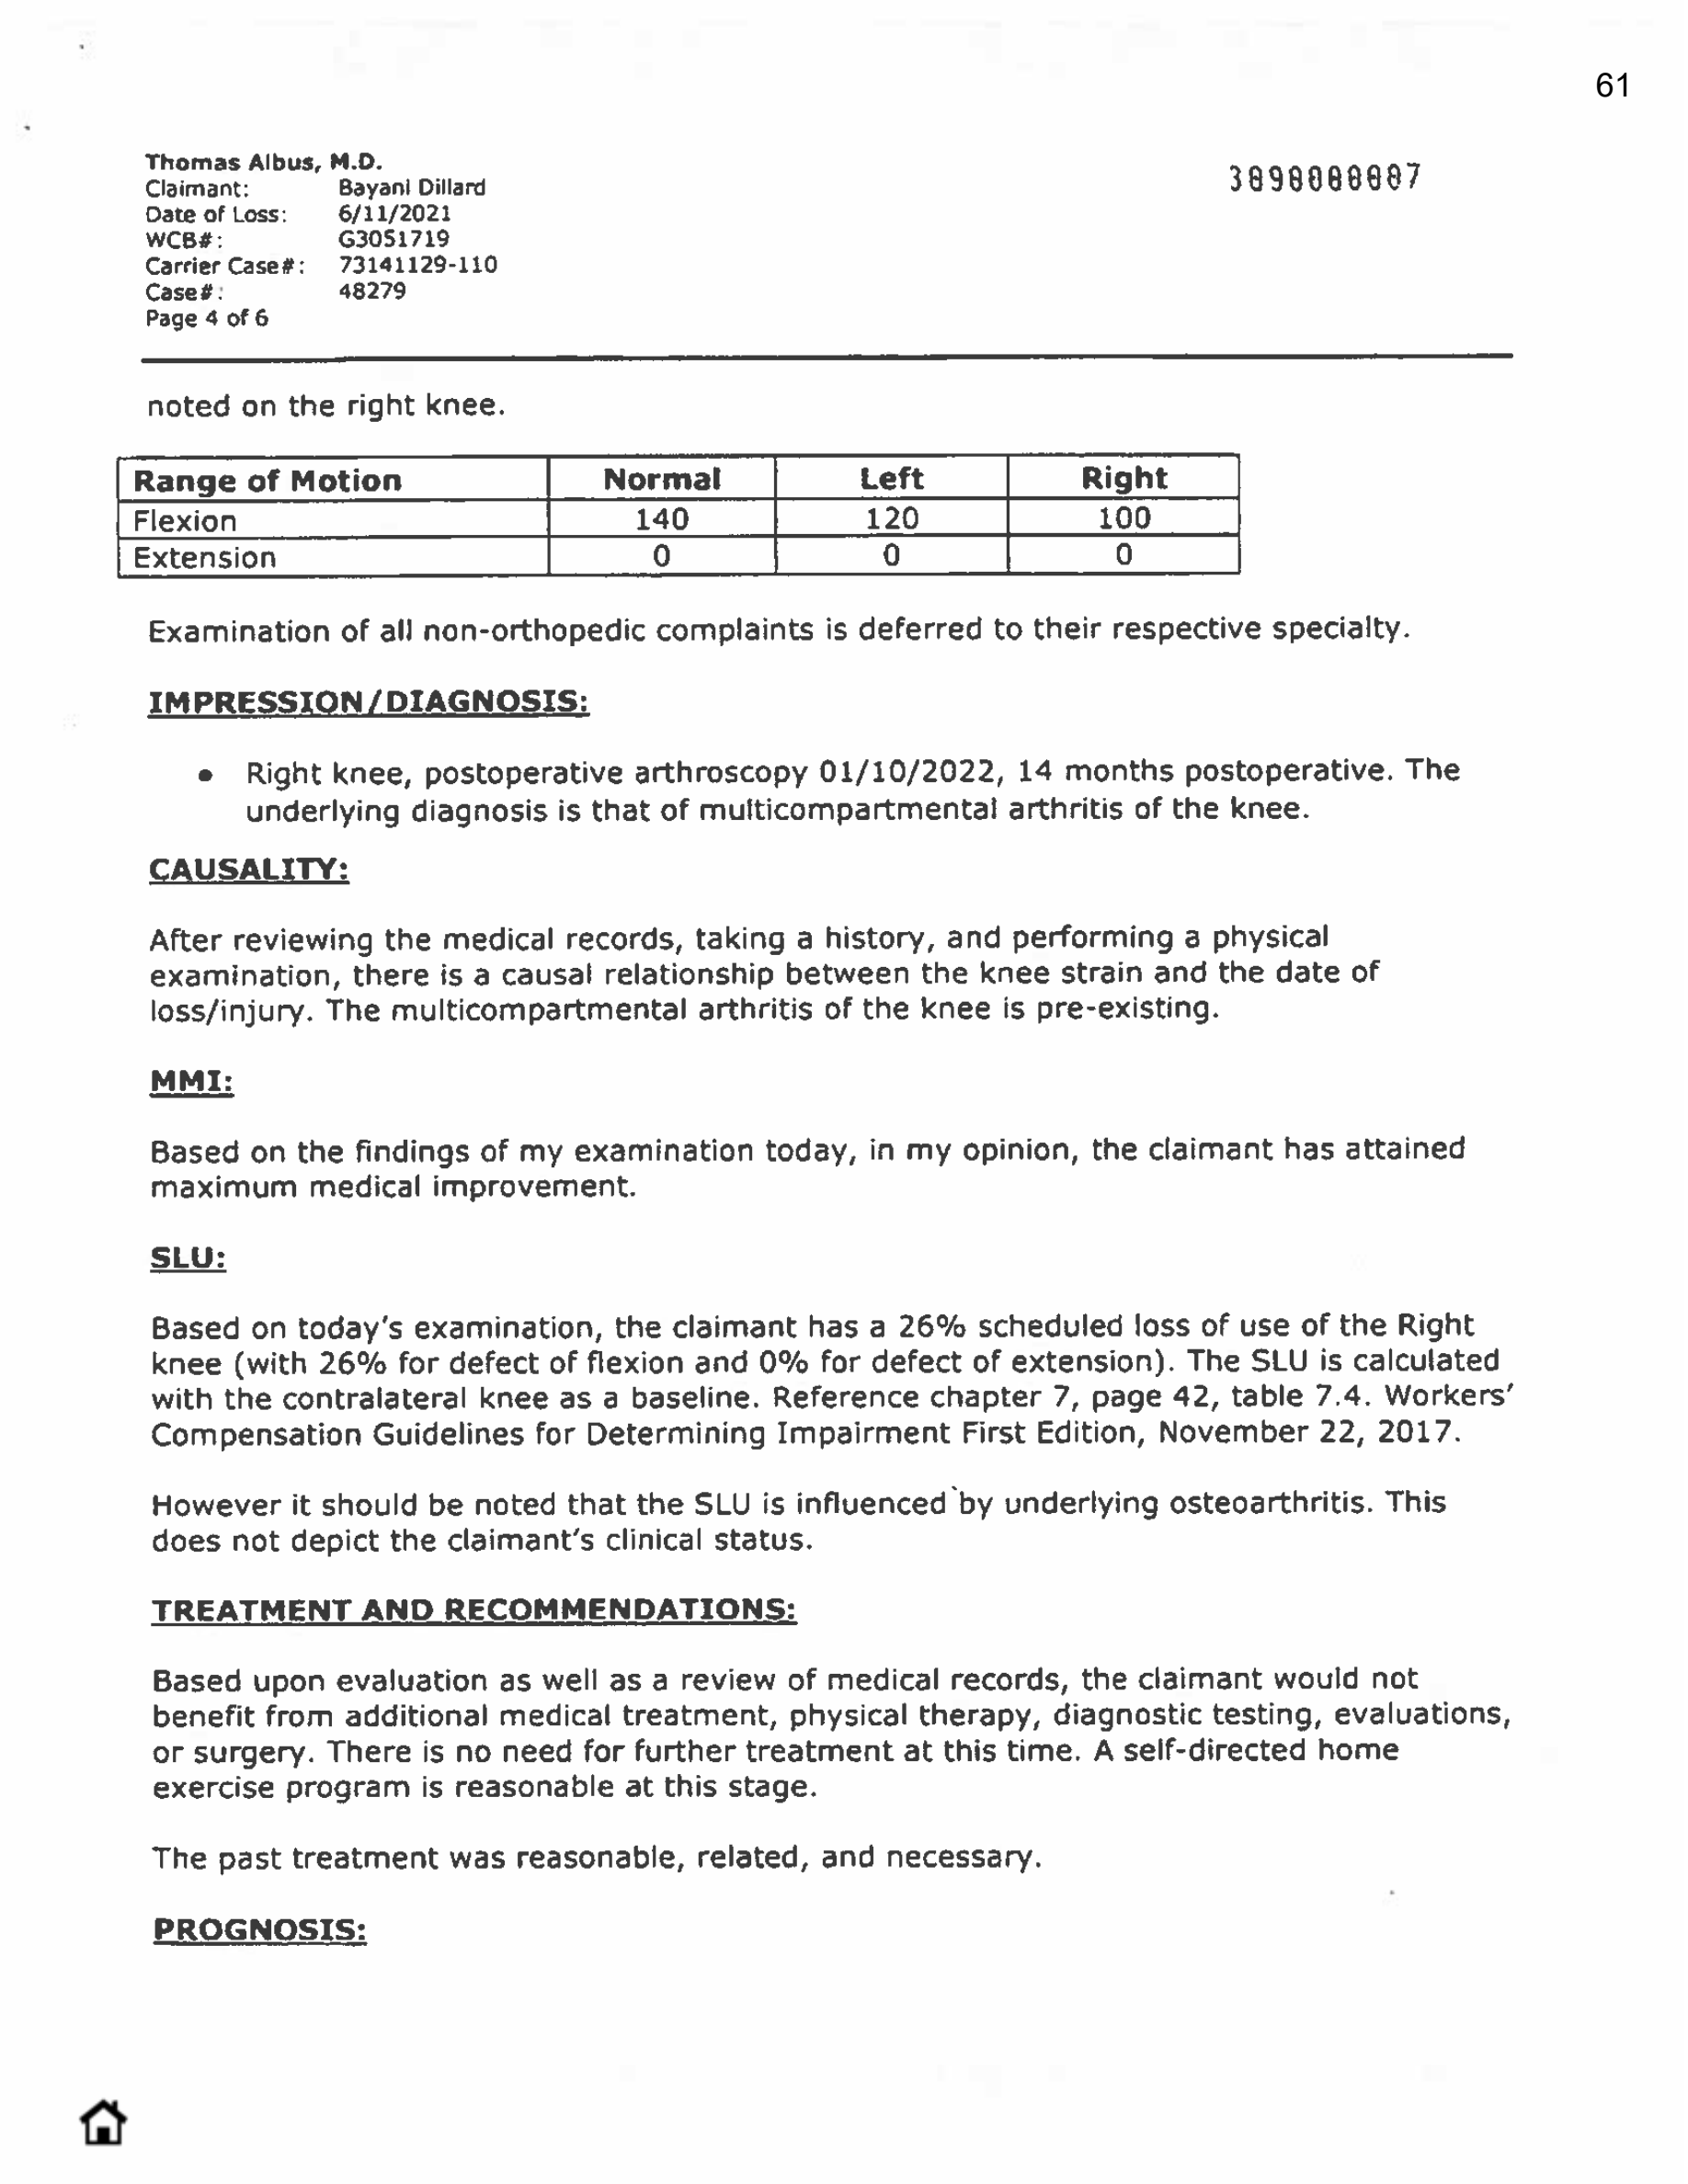 61
Thomas Albus, M.D.
Claimant: Bayani Dillard
Date of Loss: 6/11/2021
WCB#: G3051719
Carrier Case#: 73141129-110
Case#: 48279
Page 4 of 6
noted on the right knee.
Range of Motion Normal Left Right
Flexion 140 120 100
Extension 0 0 0
Examination of all non-orthopedic complaints is deferred to their respective specialty.
IMPRESSION/DIAGNOSIS:
• Right knee, postoperative arthroscopy 01/10/2022, 14 months postoperative. The
underlying diagnosis is that of multicompartmental arthritis of the knee.
CAUSALITY:
After reviewing the medical records, taking a history, and performing a physical
examination, there is a causal relationship between the knee strain and the date of
loss/injury. The multicompartmental arthritis of the knee is pre-existing.
MMI:
Based on the findings of my examination today, in my opinion, the claimant has attained
maximum medical improvement.
SLU:
Based on today's examination, the claimant has a 26% scheduled loss of use of the Right
knee (with 26% for defect of flexion and 0% for defect of extension). The SLU is calculated
with the contralateral knee as a baseline. Reference chapter 7, page 42, table 7.4. Workers'
Compensation Guidelines for Determining Impairment First Edition, November 22, 2017.
However it should be noted that the SLU is influenced by underlying osteoarthritis. This
does not depict the claimant's clinical status.
TREATMENT AND RECOMMENDATIONS:
Based upon evaluation as well as a review of medical records, the claimant would not
benefit from additional medical treatment, physical therapy, diagnostic testing, evaluations,
or surgery. There is no need for further treatment at this time. A self-directed home
exercise program is reasonable at this stage.
The past treatment was reasonable, related, and necessary.
PROGNOSIS: